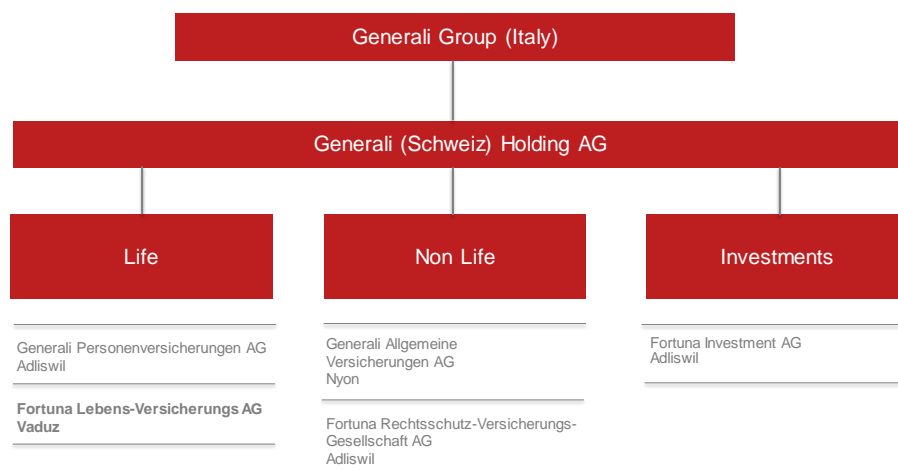 Generali Group (Italy)
Generali (Schweiz) Holding AG
Life
Non Life
Investments
Generali Personenversicherungen AG
Adliswil
Fortuna Lebens-Versicherungs AG
Vaduz
Generali Allgemeine
Versicherungen AG
Nyon
Fortuna Rechtsschutz-Versicherungs-
Gesellschaft AG
Adliswil
Fortuna Investment AG
Adliswil